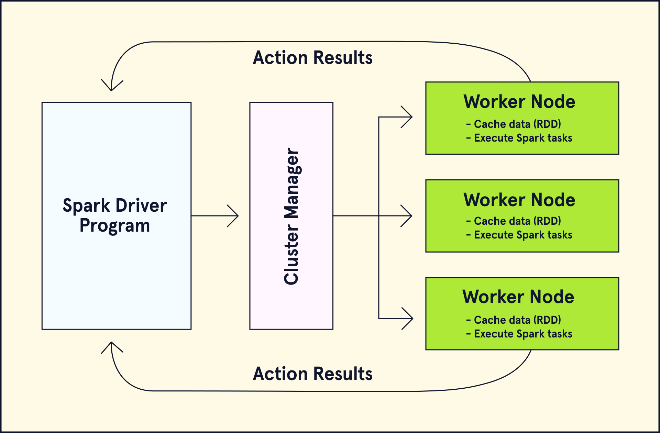 Action Results
Spark Driver
Program
Cluster Manager
Worker Node
- Cache data (RDD)
- Execute Spark tasks
Worker Node
- Cache data (RDD)
- Execute Spark tasks
Worker Node
- Cache data (RDD)
- Execute Spark tasks
Action Results